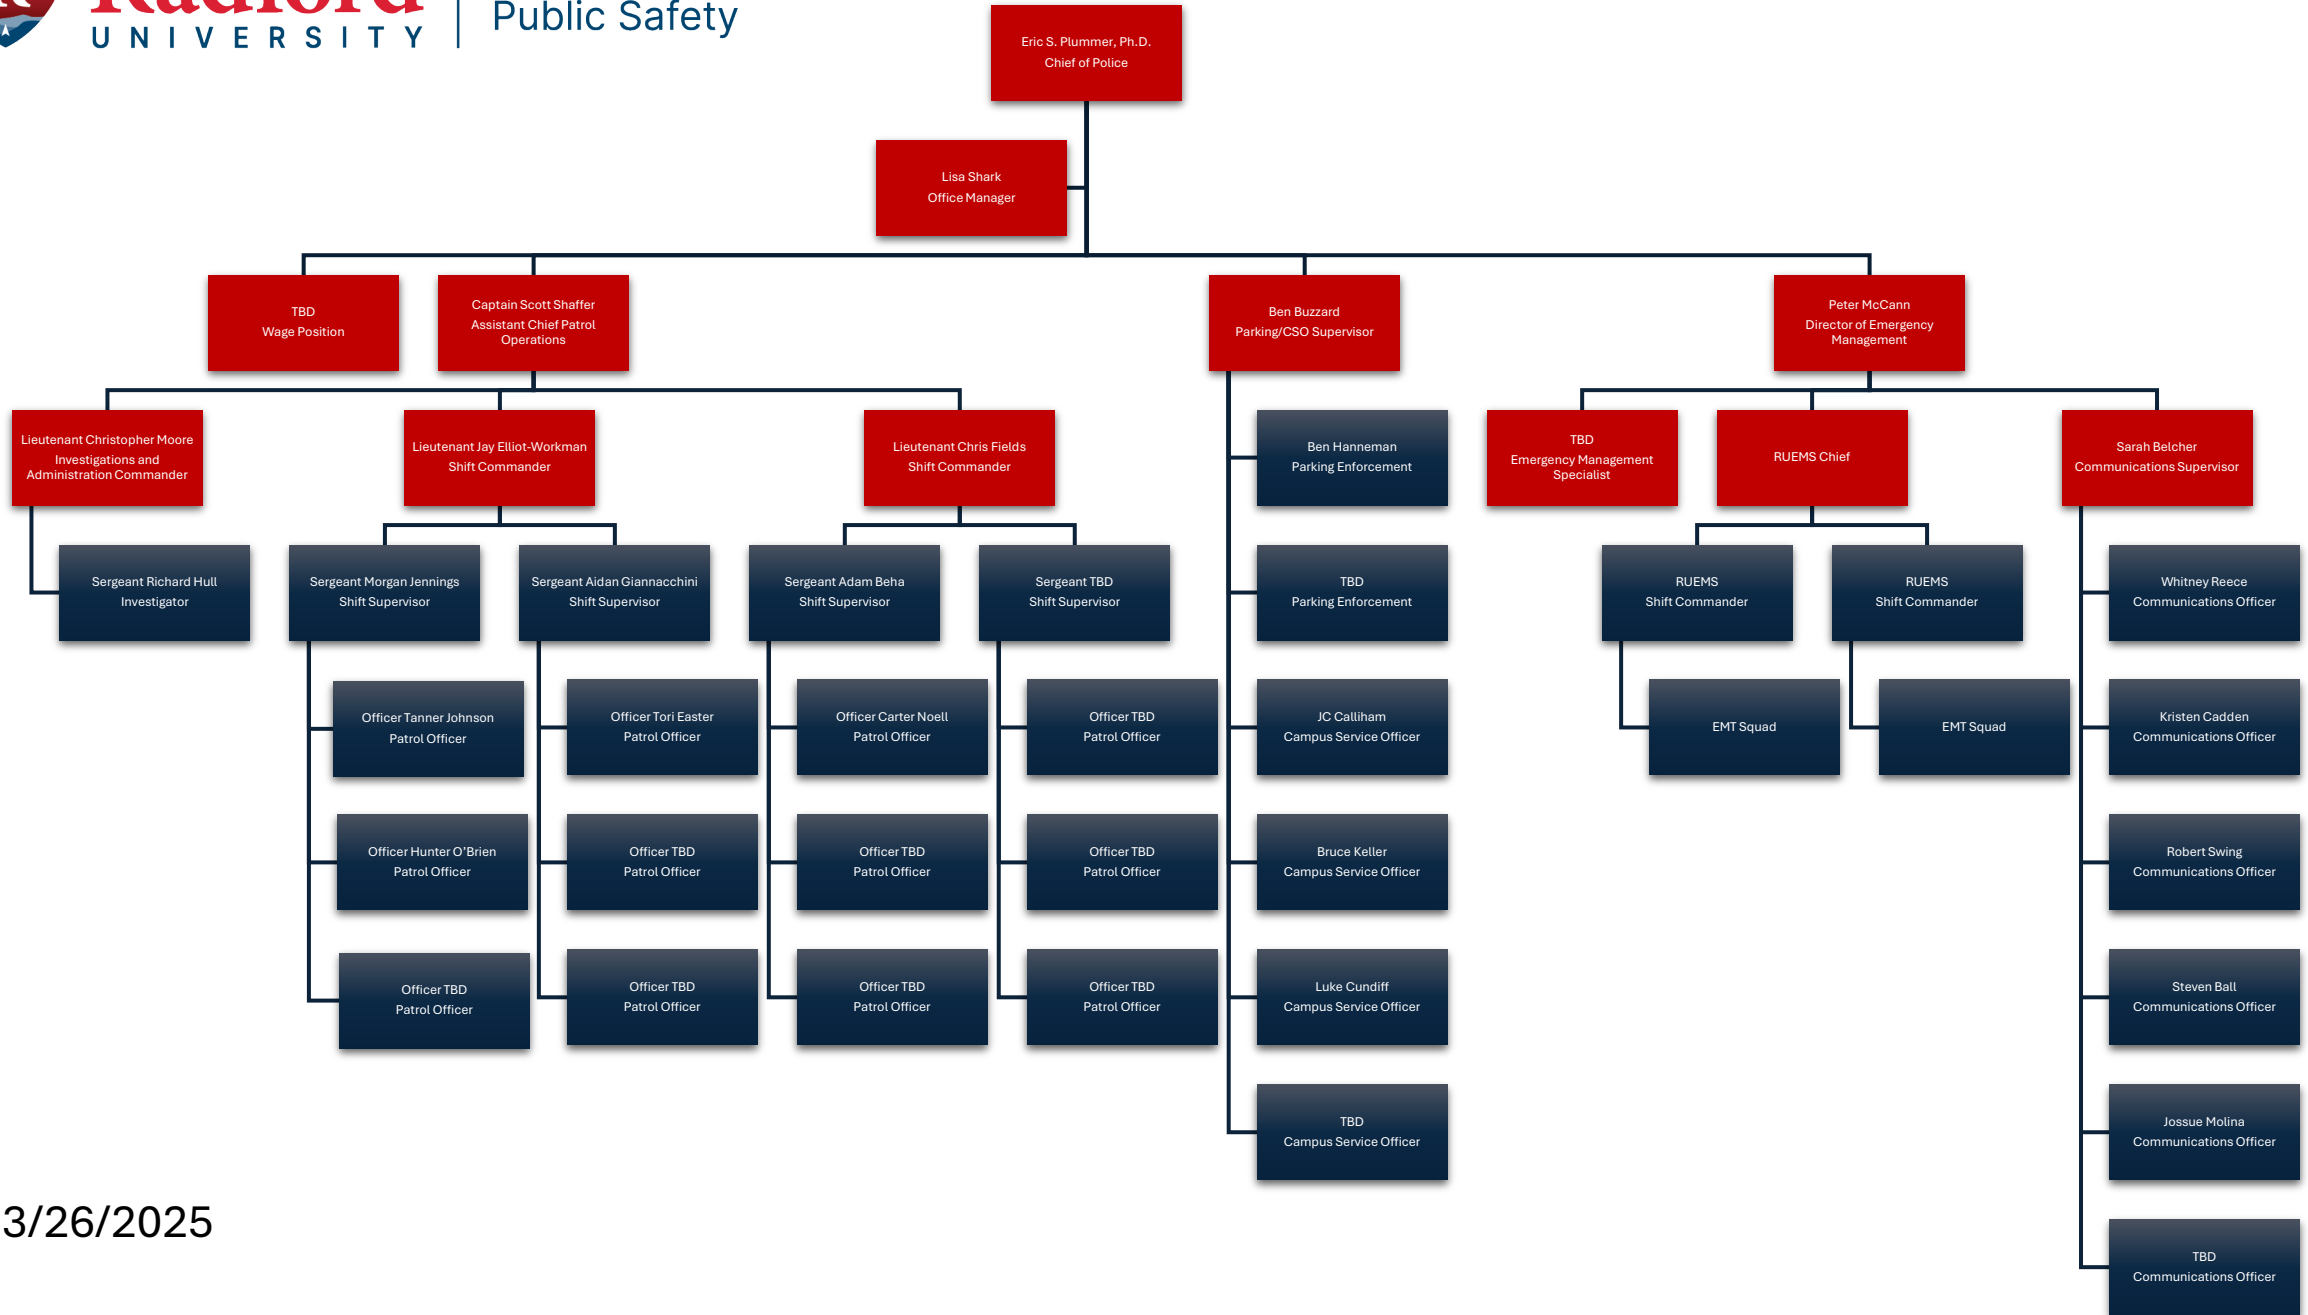 Radford
UNIVERSITY
Public Safety
Eric S. Plummer, Ph.D.
Chief of Police
Lisa Shark
Office Manager
TBD
Wage Position
Captain Scott Shaffer
Assistant Chief Patrol
Operations
Ben Buzzard
Parking/CSO Supervisor
Peter McCann
Director of Emergency
Management
Lieutenant Christopher Moore
Investigations and
Administration Commander
Lieutenant Jay Elliot-Workman
Shift Commander
Lieutenant Chris Fields
Shift Commander
Ben Hanneman
Parking Enforcement
TBD
Emergency Management
Specialist
RUEMS Chief
Sarah Belcher
Communications Supervisor
Sergeant Richard Hull
Investigator
Sergeant Morgan Jennings
Shift Supervisor
Sergeant Aidan Giannacchini
Shift Supervisor
Sergeant Adam Beha
Shift Supervisor
Sergeant TBD
Shift Supervisor
TBD
Parking Enforcement
RUEMS
Shift Commander
RUEMS
Shift Commander
Whitney Reece
Communications Officer
Officer Tanner Johnson
Patrol Officer
Officer Tori Easter
Patrol Officer
Officer Carter Noell
Patrol Officer
Officer TBD
Patrol Officer
JC Calliham
Campus Service Officer
EMT Squad
EMT Squad
Kristen Cadden
Communications Officer
Officer Hunter O’Brien
Patrol Officer
Officer TBD
Patrol Officer
Officer TBD
Patrol Officer
Officer TBD
Patrol Officer
Bruce Keller
Campus Service Officer
Robert Swing
Communications Officer
Officer TBD
Patrol Officer
Officer TBD
Patrol Officer
Officer TBD
Patrol Officer
Officer TBD
Patrol Officer
Luke Cundiff
Campus Service Officer
Steven Ball
Communications Officer
TBD
Campus Service Officer
Jossue Molina
Communications Officer
3/26/2025
TBD
Communications Officer